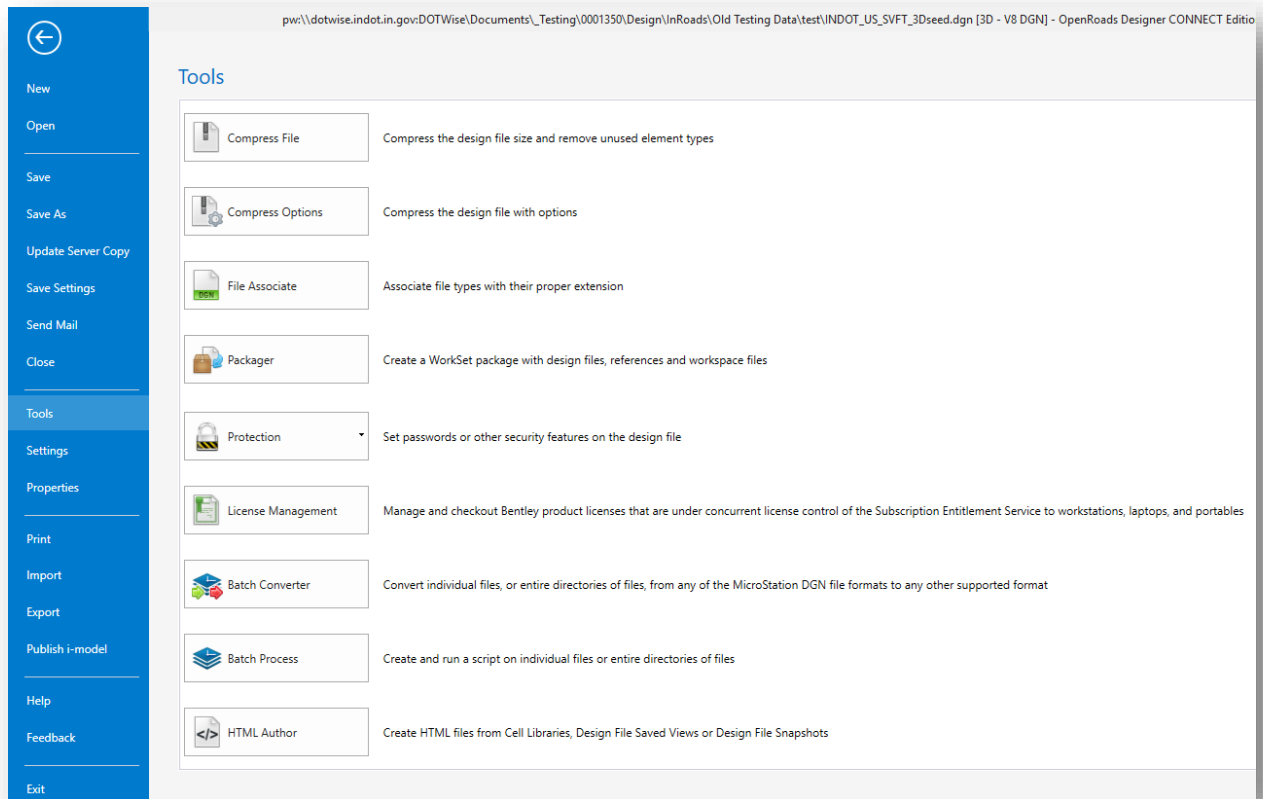 pw:\\dotwise.indot.in.gov:DOTWise\Documents\_Testing\0001350\Design\InRoads\Old Testing Data\test\INDOT_US_SVFT_3Dseed.dgn [3D - V8 DGN] - OpenRoads Designer CONNECT Editio
New
Open
Save
Save As
Update Server Copy
Save Settings
Send Mail
Close
Tools
Settings
Properties
Print
Import
Export
Publish i-model
Help
Feedback
Exit
Tools
Compress File
Compress the design file size and remove unused element types
Compress Options
Compress the design file with options
DGN
File Associate
Associate file types with their proper extension
Packager
Create a WorkSet package with design files, references and workspace files
Protection
Set passwords or other security features on the design file
License Management
Manage and checkout Bentley product licenses that are under concurrent license control of the Subscription Entitlement Service to workstations, laptops, and portables
Batch Converter
Convert individual files, or entire directories of files, from any of the MicroStation DGN file formats to any other supported format
Batch Process
Create and run a script on individual files or entire directories of files
</>
HTML Author
Create HTML files from Cell Libraries, Design File Saved Views or Design File Snapshots